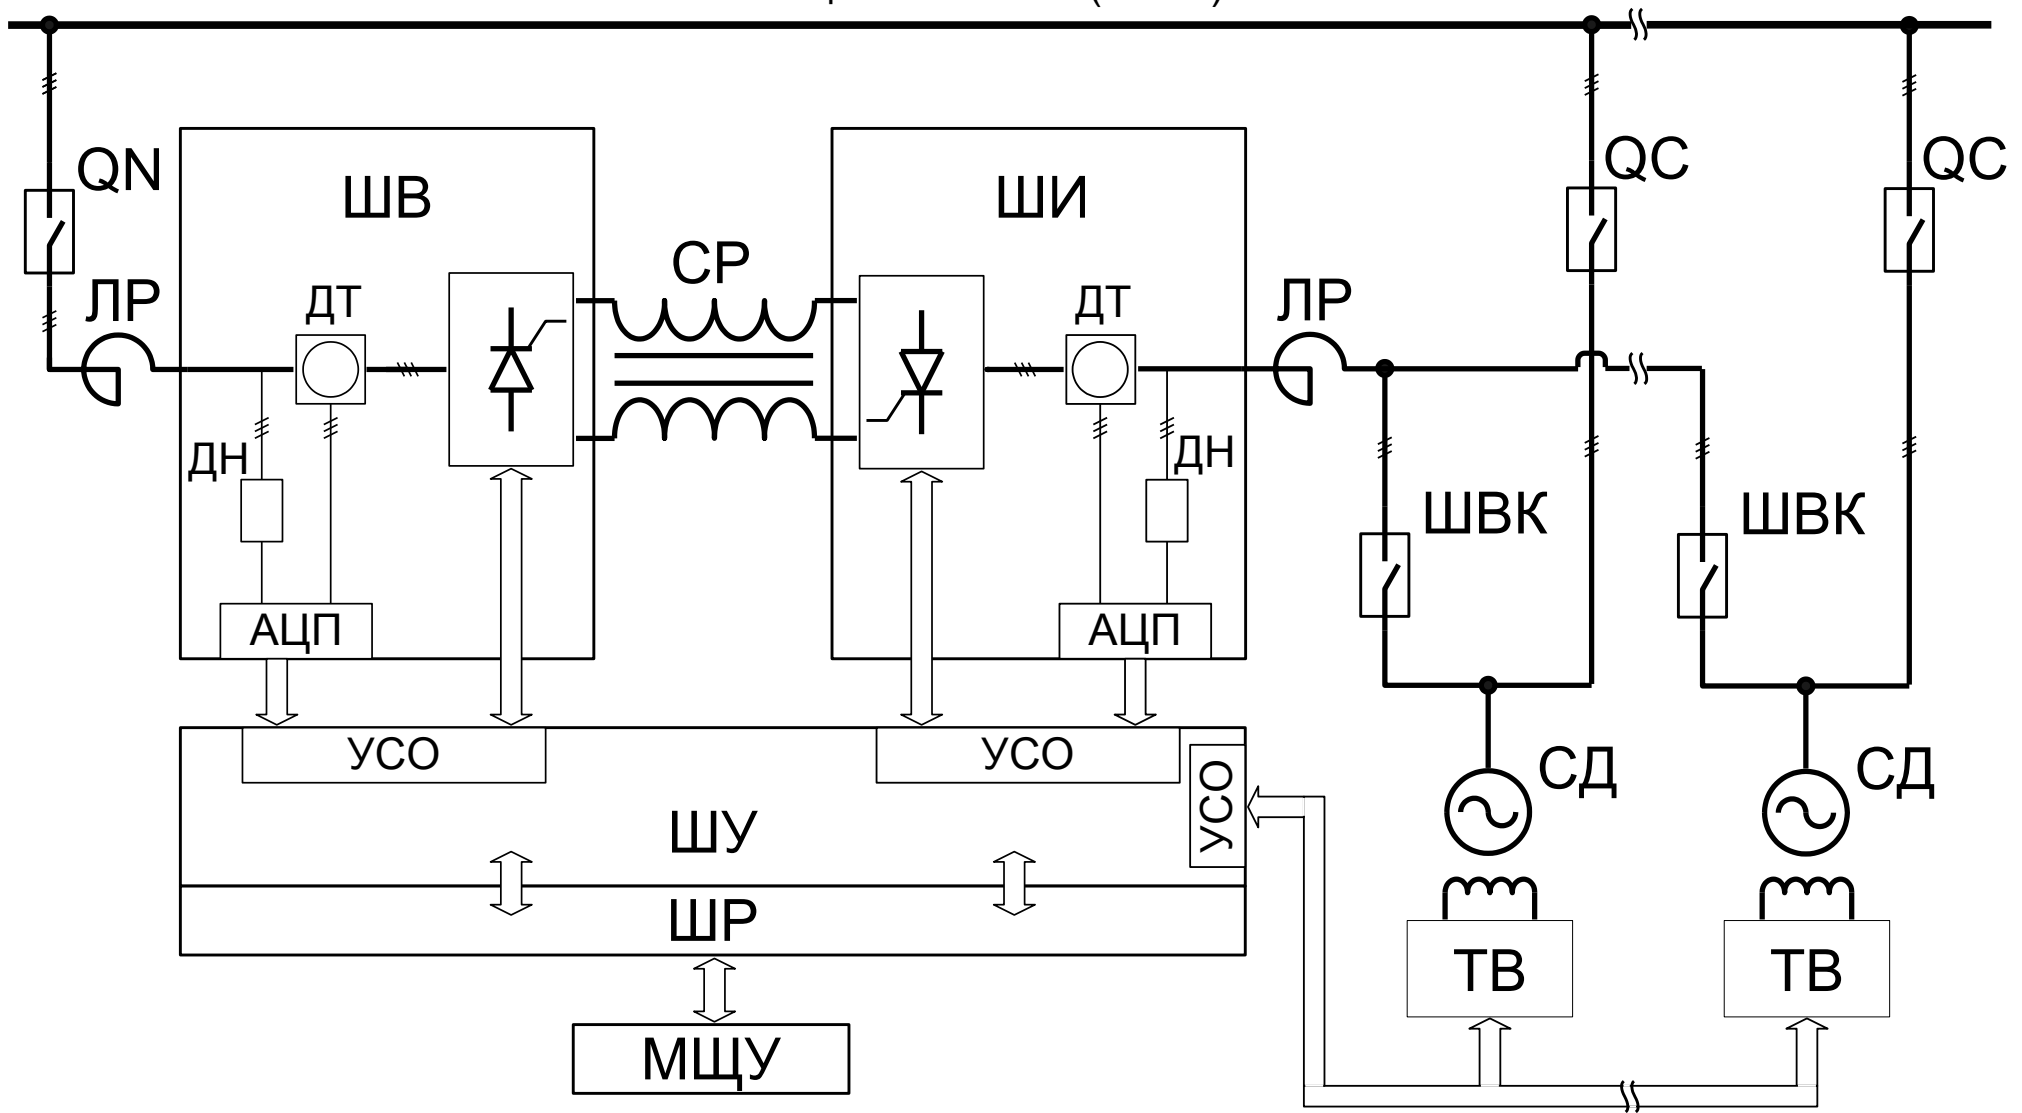 QN
ШВ
ШИ
QC
QC
СР
ЛР
ДТ
ДТ
ЛР
ДН
ДН
ШВК
ШВК
АЦП
АЦП
УСО
УСО
УСО
СД
СД
ШУ
ШР
ТВ
ТВ
МЩУ